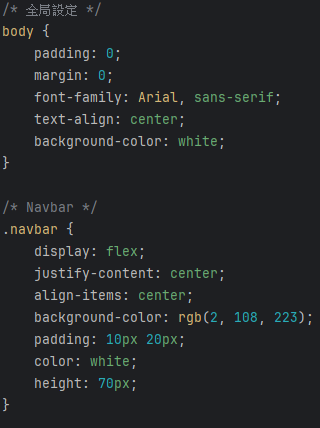 /* 全局設定 */
body {
    padding: 0;
    margin: 0;
    font-family: Arial, sans-serif;
    text-align: center;
    background-color: white;
}

/* Navbar */
.navbar {
    display: flex;
    justify-content: center;
    align-items: center;
    background-color: rgb(2, 108, 223);
    padding: 10px 20px;
    color: white;
    height: 70px;
}